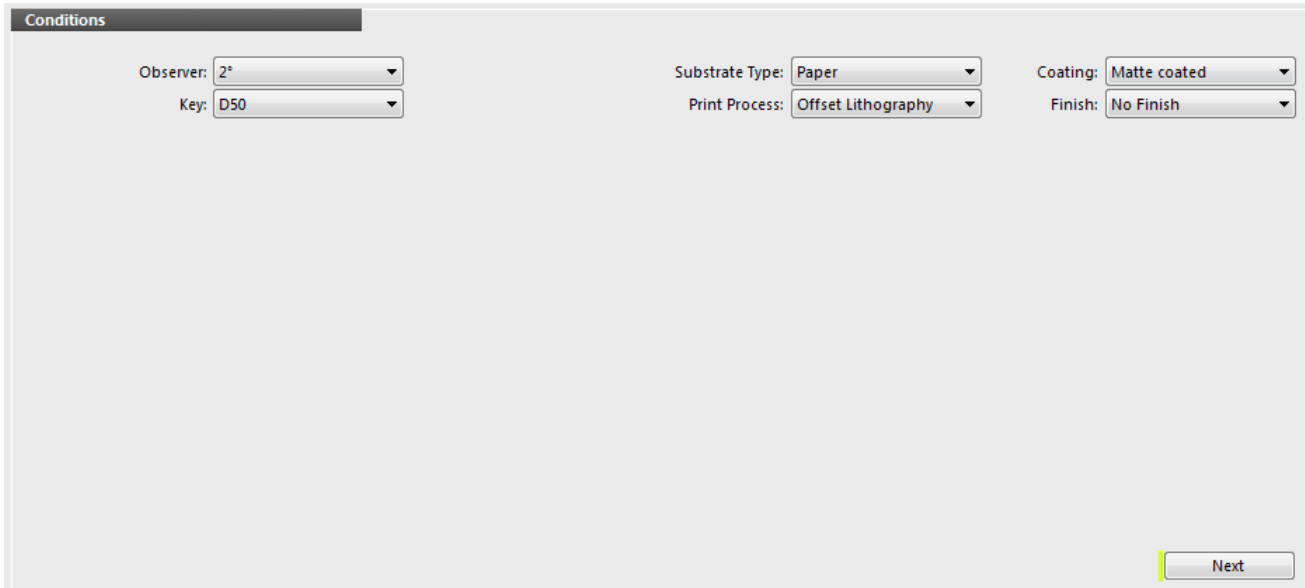 Conditions
Observer: 2° Substrate Type: Paper Coating: Matte coated
Key: D50 Print Process: Offset Lithography Finish: No Finish
Next